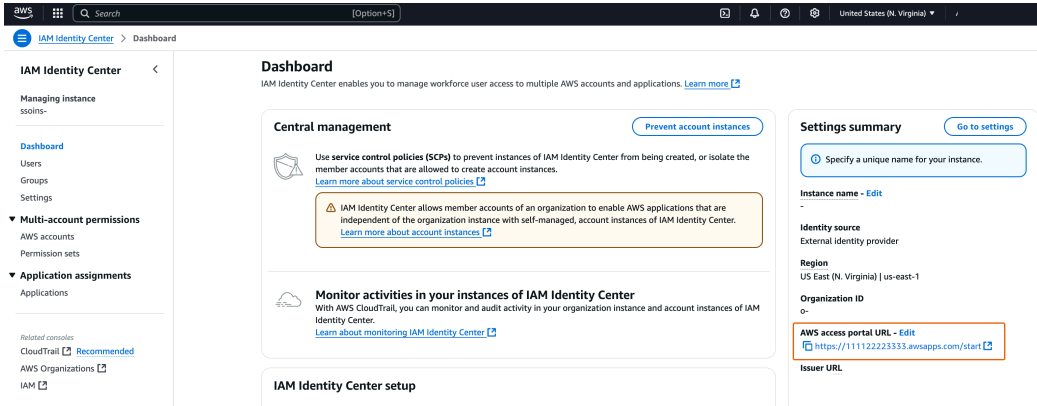 aws
Search [Option+S]
United States (N. Virginia) ▼
IAM Identity Center > Dashboard
IAM Identity Center
Managing instance
ssoins-
Dashboard
Users
Groups
Settings
▼ Multi-account permissions
AWS accounts
Permission sets
▼ Application assignments
Applications
Related consoles
CloudTrail Recommended
AWS Organizations
IAM
Dashboard
IAM Identity Center enables you to manage workforce user access to multiple AWS accounts and applications. Learn more
Central management
Prevent account instances
Use service control policies (SCPs) to prevent instances of IAM Identity Center from being created, or isolate the
member accounts that are allowed to create account instances.
Learn more about service control policies
IAM Identity Center allows member accounts of an organization to enable AWS applications that are
independent of the organization instance with self-managed, account instances of IAM Identity Center.
Learn more about account instances
Monitor activities in your instances of IAM Identity Center
With AWS CloudTrail, you can monitor and audit activity in your organization instance and account instances of IAM
Identity Center.
Learn about monitoring IAM Identity Center
IAM Identity Center setup
Settings summary
Go to settings
Specify a unique name for your instance.
Instance name - Edit
-
Identity source
External identity provider
Region
US East (N. Virginia) | us-east-1
Organization ID
o-
AWS access portal URL - Edit
https://111122223333.awsapps.com/start
Issuer URL